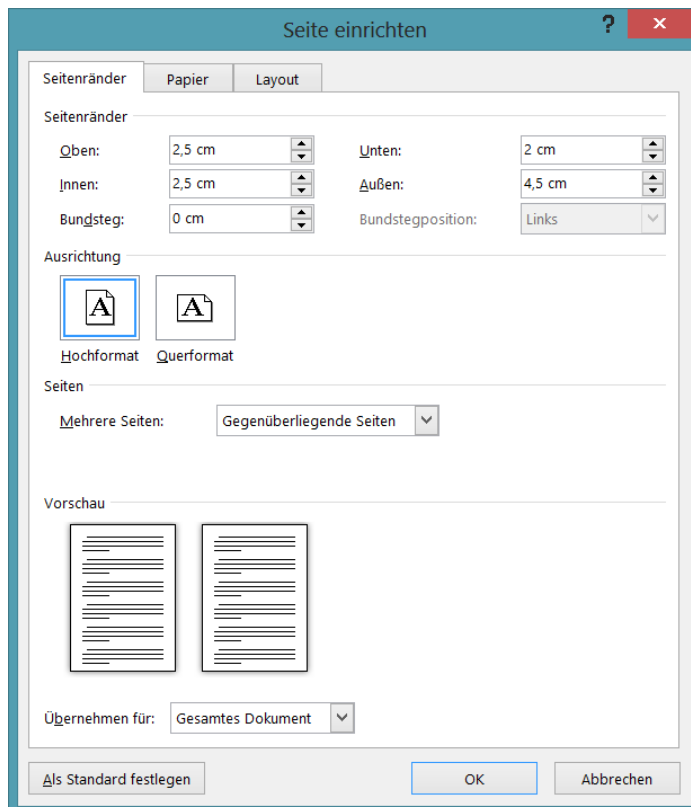 Seite einrichten ?
Seitenränder Papier Layout
Seitenränder
Oben: 2,5 cm Unten: 2 cm
Innen: 2,5 cm Außen: 4,5 cm
Bundsteg: 0 cm Bundstegposition: Links
Ausrichtung
A A
Hochformat Querformat
Seiten
Mehrere Seiten: Gegenüberliegende Seiten
Vorschau
Übernehmen für: Gesamtes Dokument
Als Standard festlegen OK Abbrechen